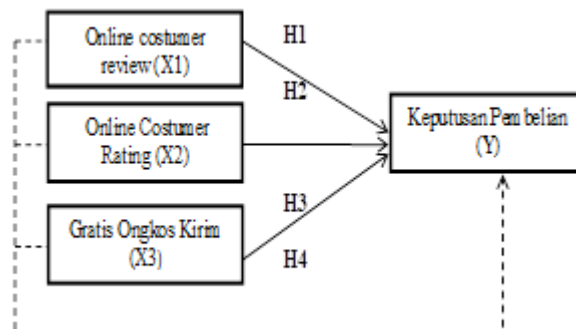 Online costumer
review (X1)
H1
H2
Online Costumer
Rating (X2)
Keputusan Pembelian
(Y)
H3
Gratis Ongkos Kirim
(X3)
H4